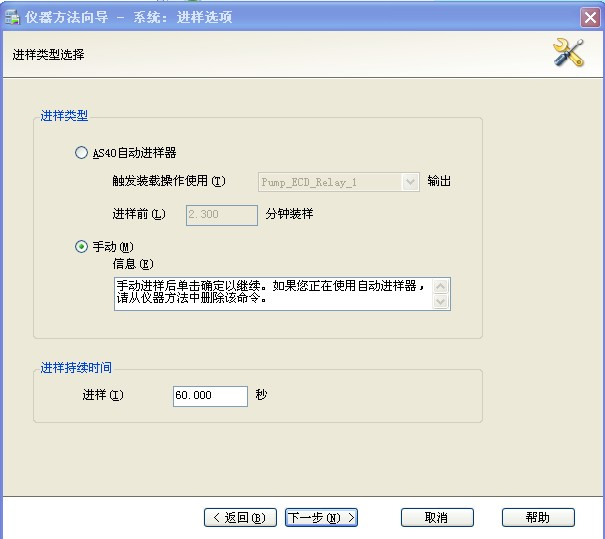 仪器方法向导 - 系统: 进样选项
进样类型选择
进样类型
AS40自动进样器
触发装载操作使用(T) Pump_ECD_Relay_1 输出
进样前(L) 2.300 分钟装样
手动(M)
信息(E)
手动进样后单击确定以继续。如果您正在使用自动进样器，
请从仪器方法中删除该命令。
进样持续时间
进样(I) 60.000 秒
< 返回(B) 下一步(N) > 取消 帮助